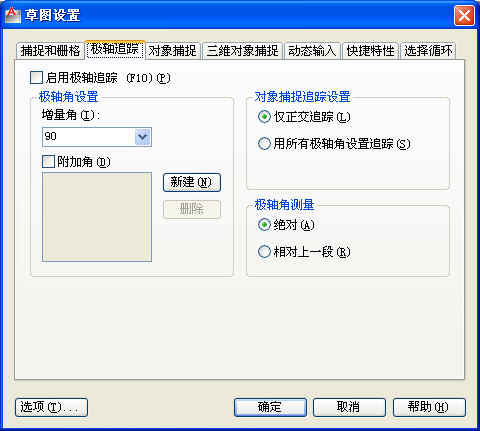 草图设置
捕捉和栅格 极轴追踪 对象捕捉 三维对象捕捉 动态输入 快捷特性 选择循环
启用极轴追踪 (F10)(P)
极轴角设置
增量角(I):
90
附加角(D)
新建(N)
删除
对象捕捉追踪设置
仅正交追踪(L)
用所有极轴角设置追踪(S)
极轴角测量
绝对(A)
相对上一段(R)
选项(T)... 确定 取消 帮助(H)